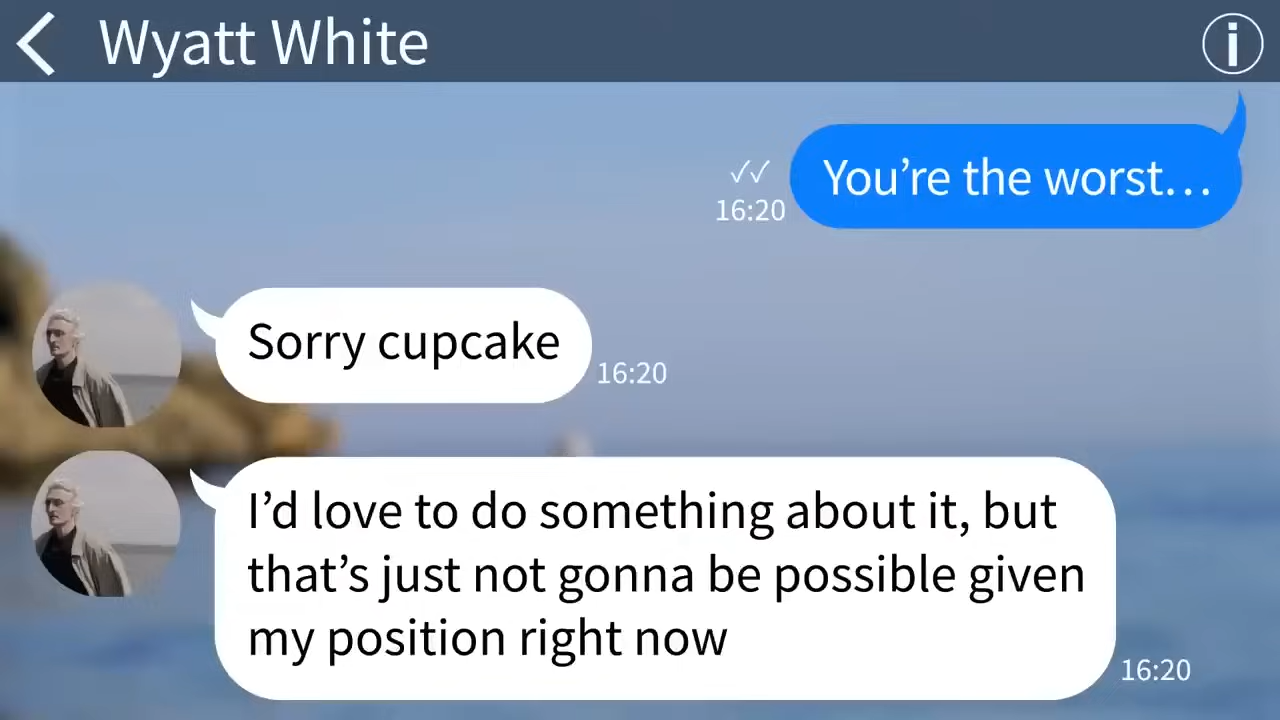 Wyatt White
i
You’re the worst…
16:20
Sorry cupcake
16:20
I’d love to do something about it, but
that’s just not gonna be possible given
my position right now
16:20